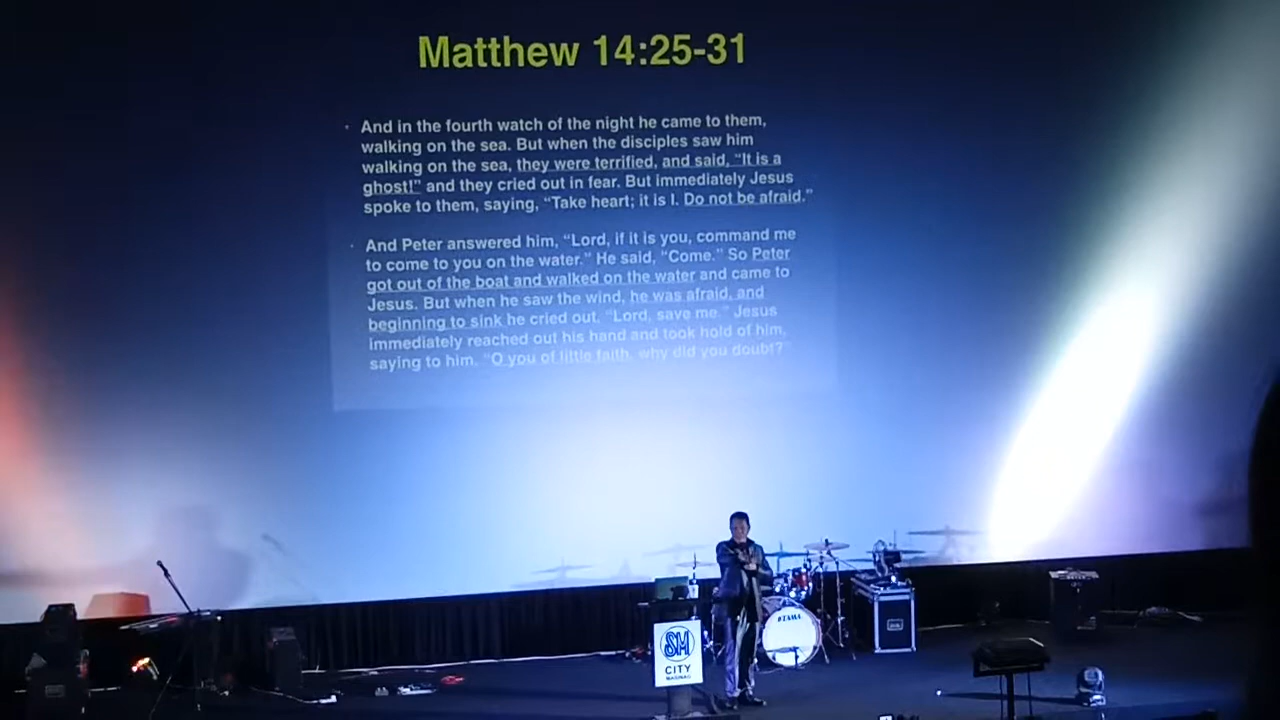 Matthew 14:25-31
· And in the fourth watch of the night he came to them,
walking on the sea. But when the disciples saw him
walking on the sea, they were terrified, and said, “It is a
ghost!” and they cried out in fear. But immediately Jesus
spoke to them, saying, “Take heart; it is I. Do not be afraid.”
· And Peter answered him, “Lord, if it is you, command me
to come to you on the water.” He said, “Come.” So Peter
got out of the boat and walked on the water and came to
Jesus. But when he saw the wind, he was afraid, and
beginning to sink he cried out, “Lord, save me.” Jesus
immediately reached out his hand and took hold of him,
saying to him, “O you of little faith, why did you doubt?”
TAMA
SM
CITY